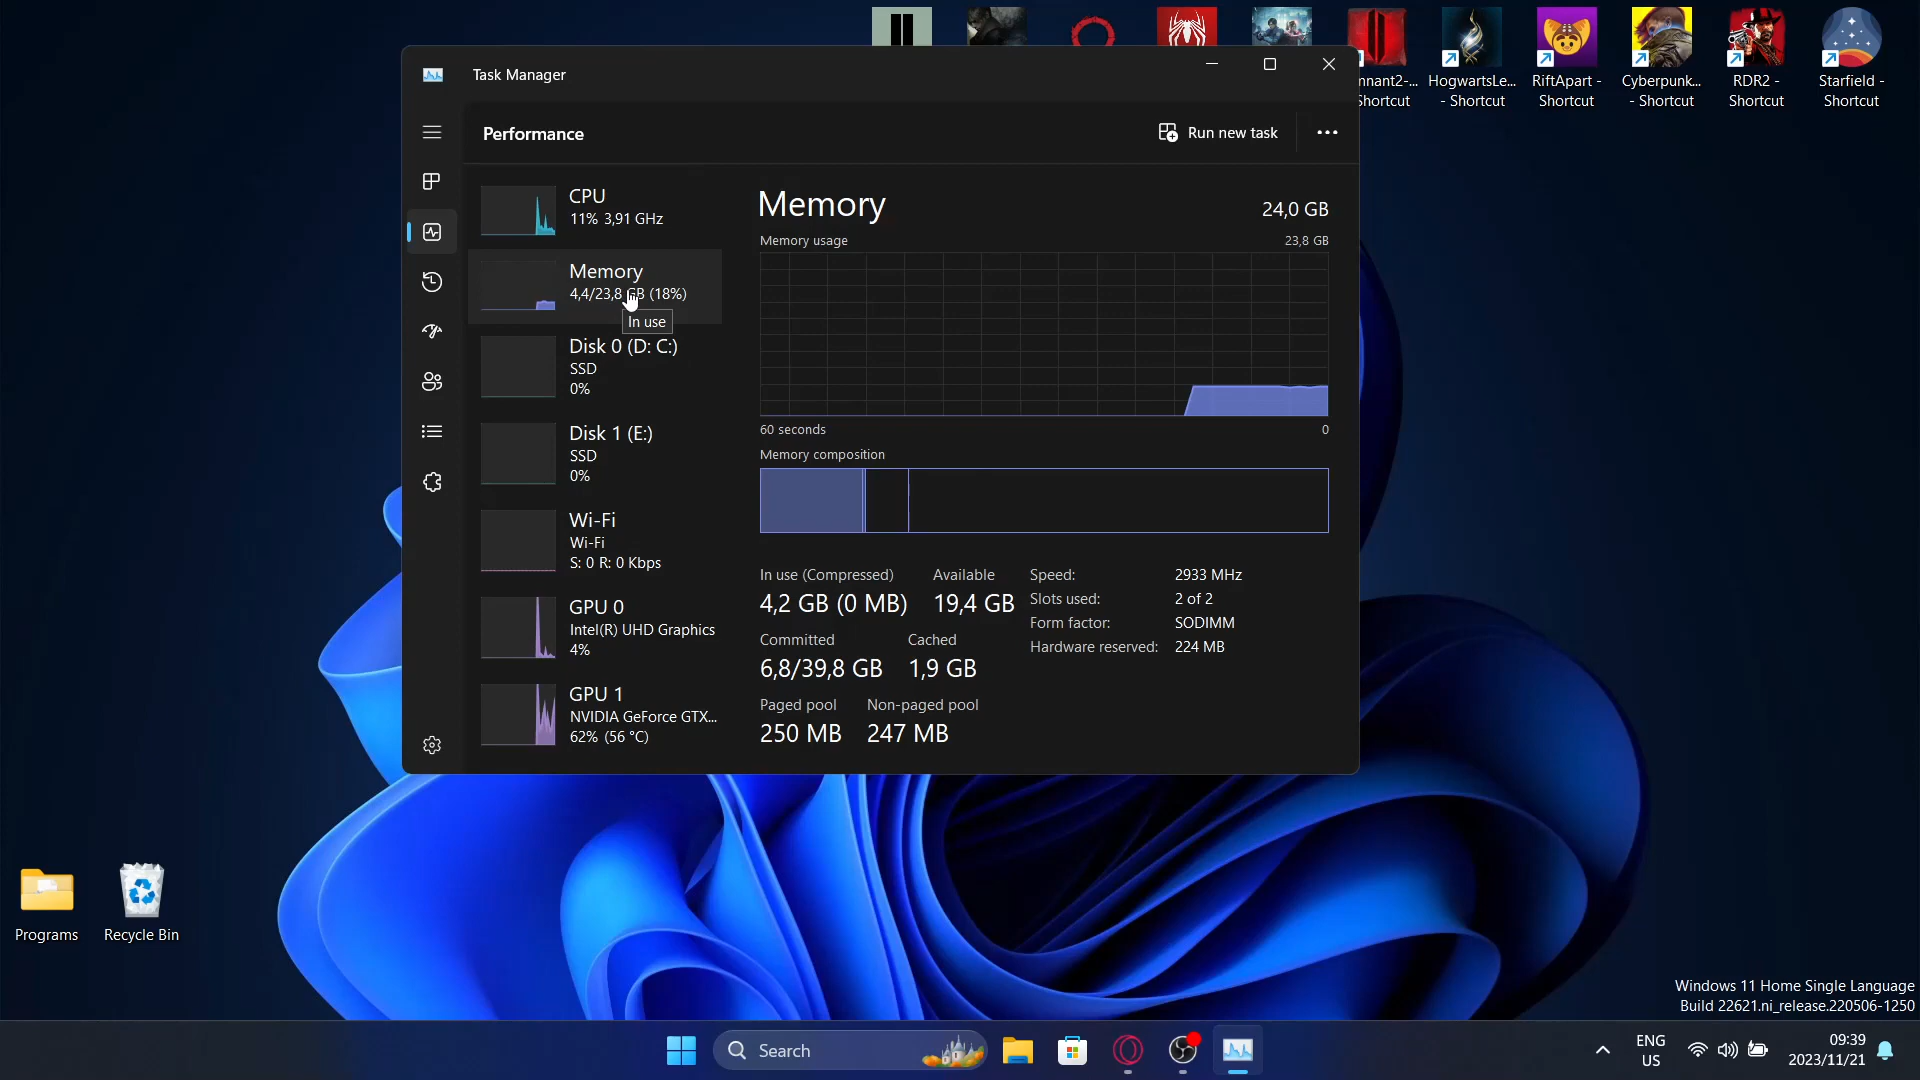 Task Manager
Performance
Run new task
CPU
11% 3,91 GHz
Memory
4,4/23,8 GB (18%)
In use
Disk 0 (D: C:)
SSD
0%
Disk 1 (E:)
SSD
0%
Wi-Fi
Wi-Fi
S: 0 R: 0 Kbps
GPU 0
Intel(R) UHD Graphics
4%
GPU 1
NVIDIA GeForce GTX...
62% (56 °C)
Memory
24,0 GB
Memory usage
23,8 GB
60 seconds
0
Memory composition
In use (Compressed)
4,2 GB (0 MB)
Available
19,4 GB
Committed
6,8/39,8 GB
Cached
1,9 GB
Paged pool
250 MB
Non-paged pool
247 MB
Speed: 2933 MHz
Slots used: 2 of 2
Form factor: SODIMM
Hardware reserved: 224 MB
mnant2-...
Shortcut
HogwartsLe...
- Shortcut
RiftApart -
Shortcut
Cyberpunk...
- Shortcut
RDR2 -
Shortcut
Starfield -
Shortcut
Programs
Recycle Bin
Windows 11 Home Single Language
Build 22621.ni_release.220506-1250
Search
ENG
US
09:39
2023/11/21